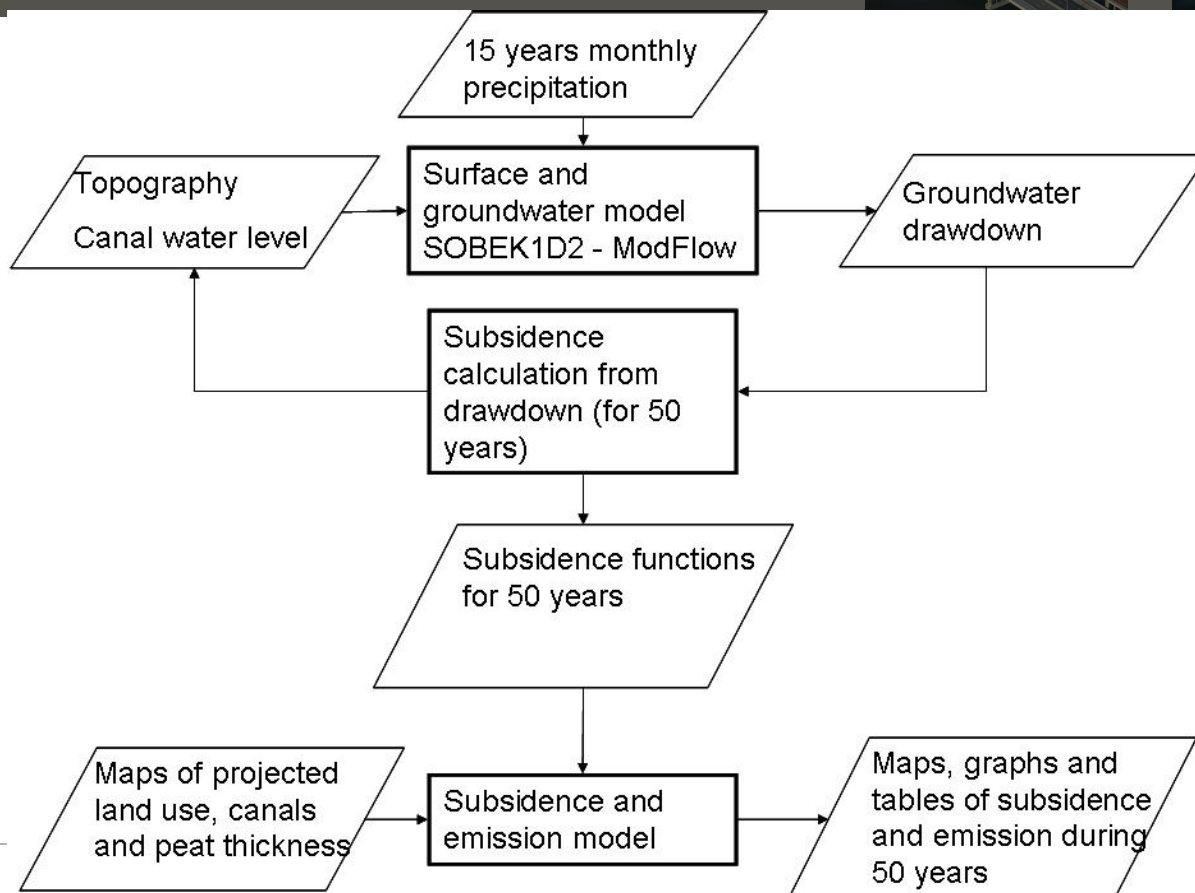 15 years monthly
precipitation
Topography
Canal water level
Surface and
groundwater model
SOBEK1D2 - ModFlow
Groundwater
drawdown
Subsidence
calculation from
drawdown (for 50
years)
Subsidence functions
for 50 years
Maps of projected
land use, canals
and peat thickness
Subsidence and
emission model
Maps, graphs and
tables of subsidence
and emission during
50 years